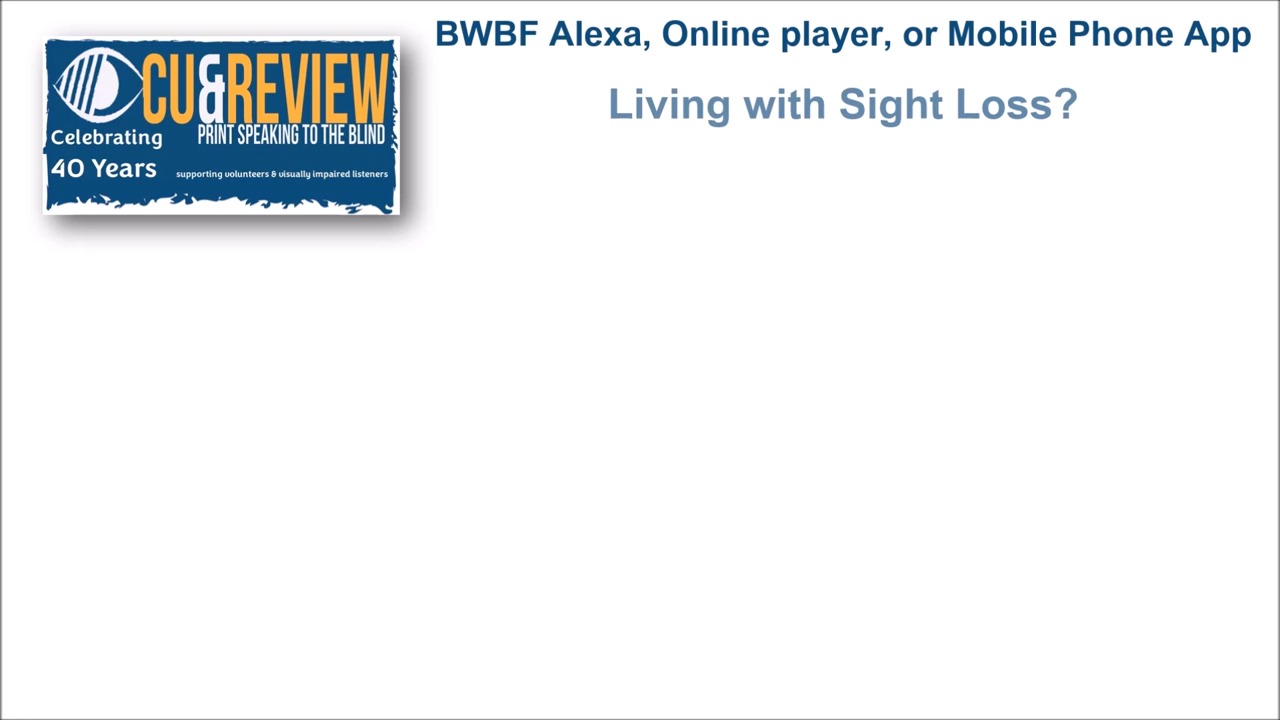 BWBF Alexa, Online player, or Mobile Phone App
Living with Sight Loss?
CU&REVIEW
PRINT SPEAKING TO THE BLIND
Celebrating
40 Years
supporting volunteers & visually impaired listeners